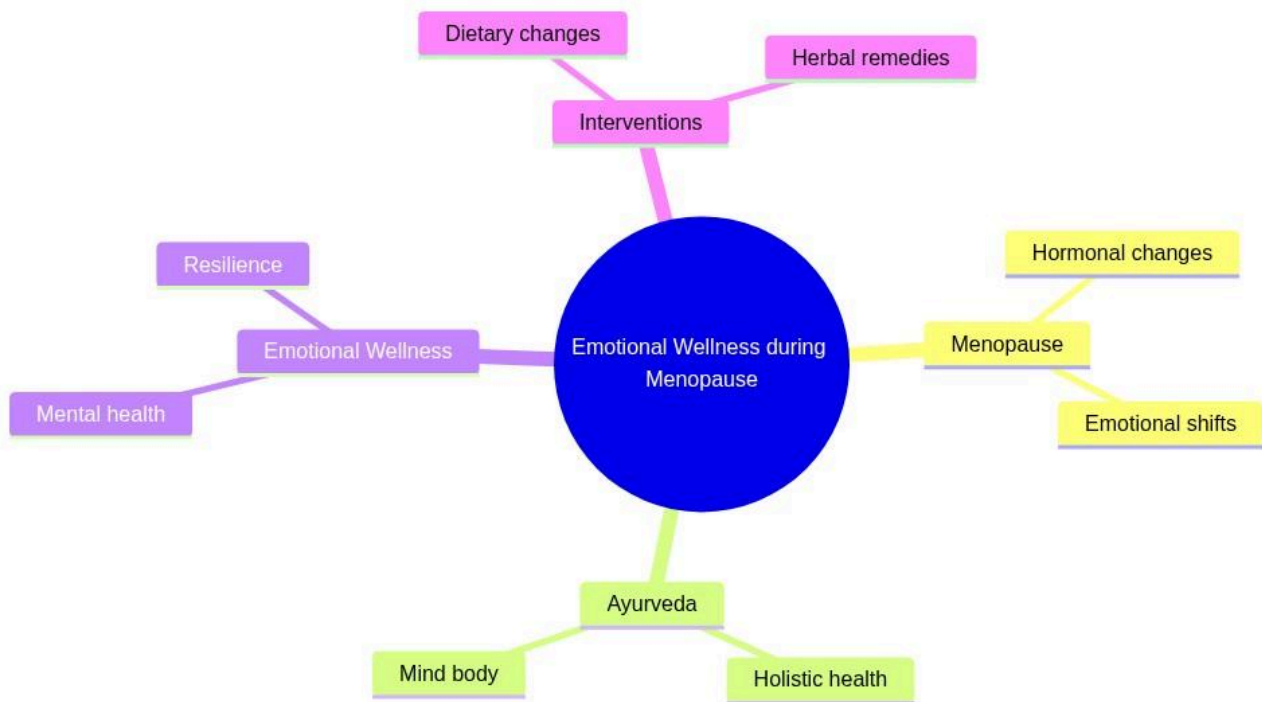 Dietary changes
Herbal remedies
Interventions
Resilience
Hormonal changes
Emotional Wellness
Emotional Wellness during
Menopause
Menopause
Mental health
Emotional shifts
Ayurveda
Mind body
Holistic health